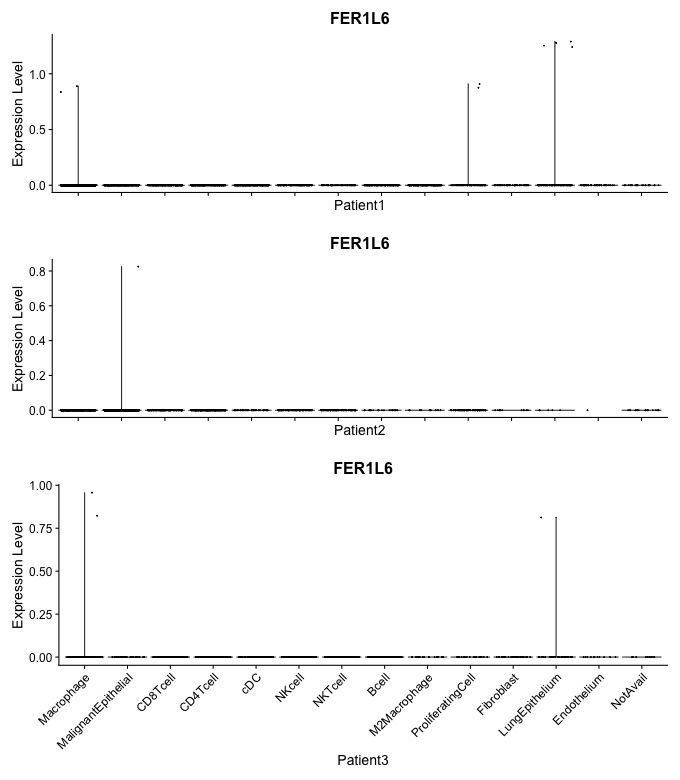 FER1L6
Expression Level
1.0
0.5
0.0
Patient1
FER1L6
Expression Level
0.8
0.6
0.4
0.2
0.0
Patient2
FER1L6
Expression Level
1.00
0.75
0.50
0.25
0.00
Macrophage
MalignantEpithelial
CD8Tcell
CD4Tcell
cDC
NKcell
NKTcell
Bcell
M2Macrophage
ProliferatingCell
Fibroblast
LungEpithelium
Endothelium
NotAvail
Patient3